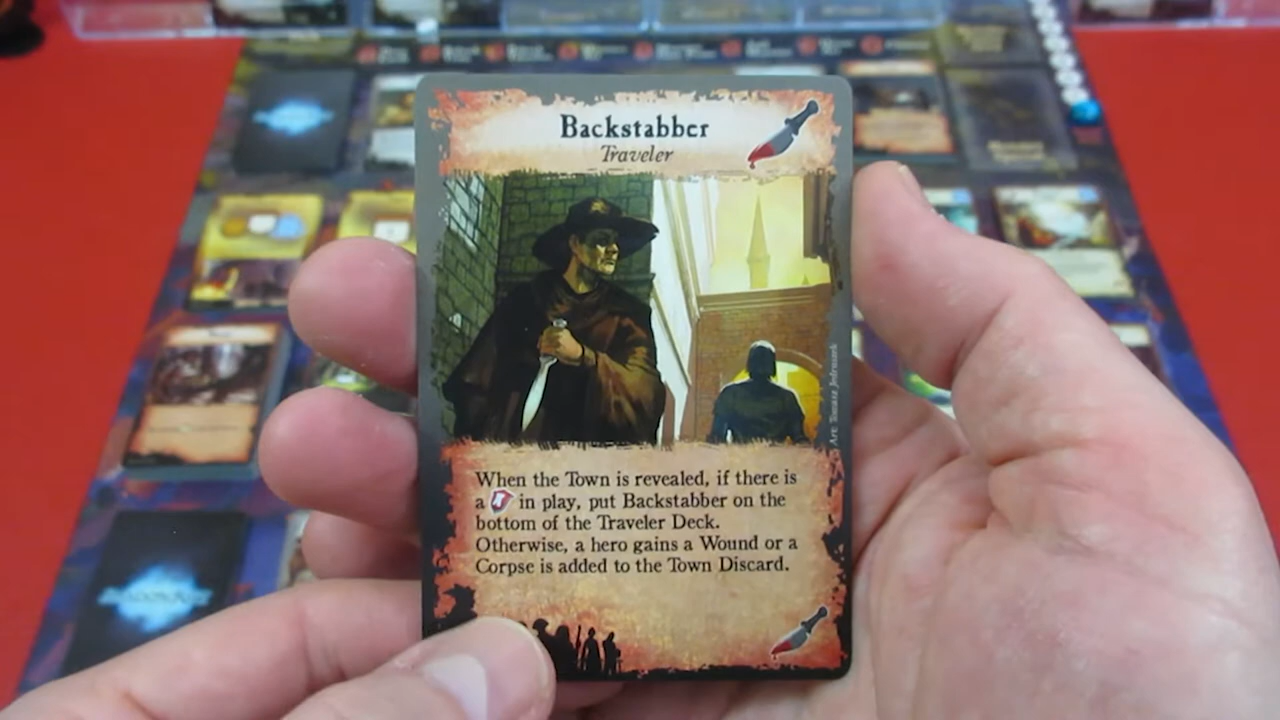 Backstabber
Traveler
When the Town is revealed, if there is
a in play, put Backstabber on the
bottom of the Traveler Deck.
Otherwise, a hero gains a Wound or a
Corpse is added to the Town Discard.
Art: Tomasz Jedruszek